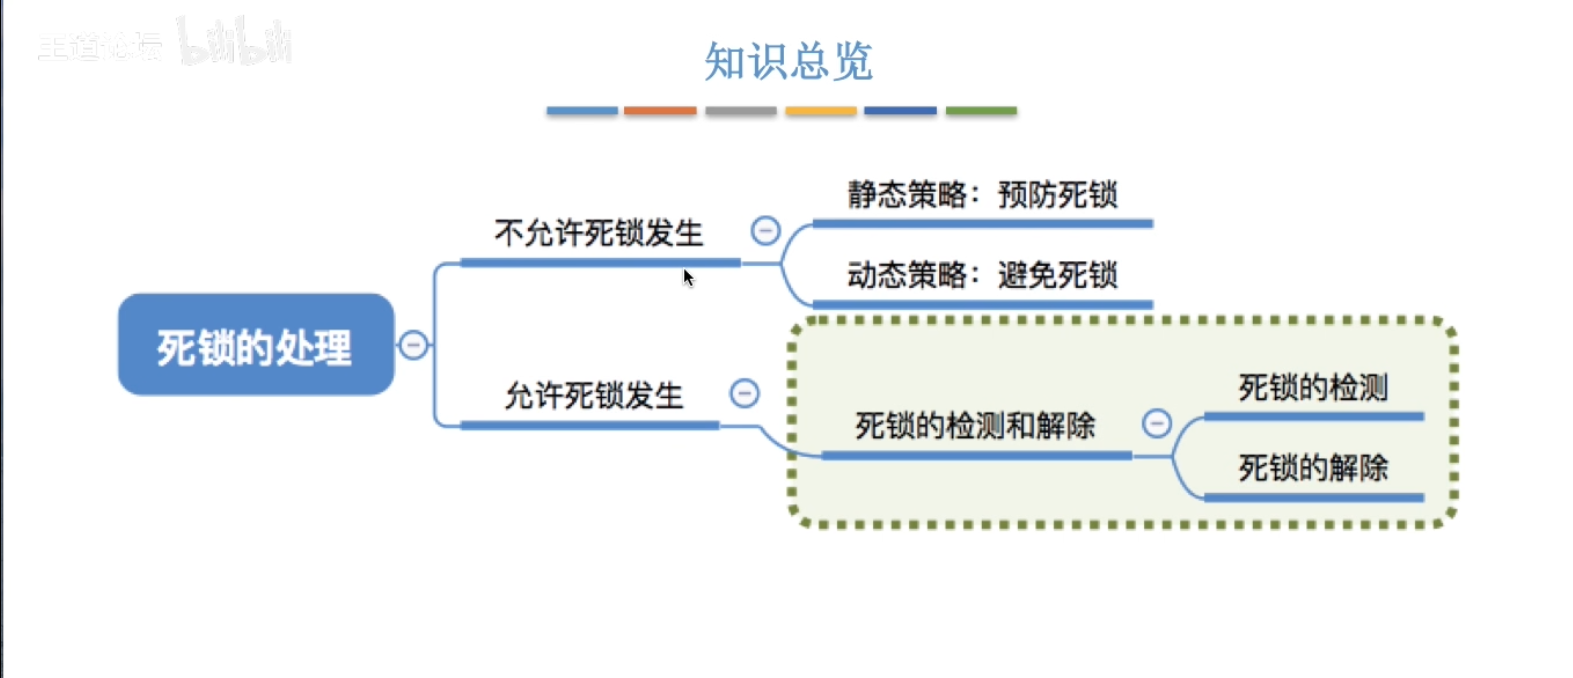 王道论坛 bilibili
知识总览
静态策略：预防死锁
不允许死锁发生
动态策略：避免死锁
死锁的处理
允许死锁发生
死锁的检测和解除
死锁的检测
死锁的解除